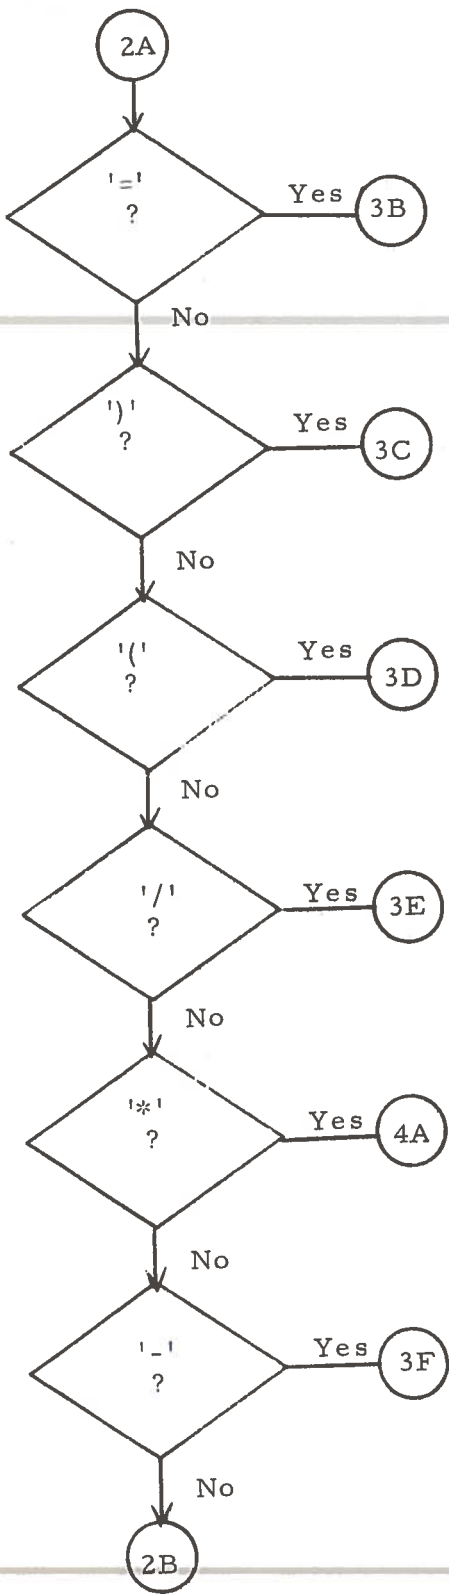 2A
'='
?
Yes
3B
No
')'
?
Yes
3C
No
'('
?
Yes
3D
No
'/'
?
Yes
3E
No
'*'
?
Yes
4A
No
'-'
?
Yes
3F
No
2B